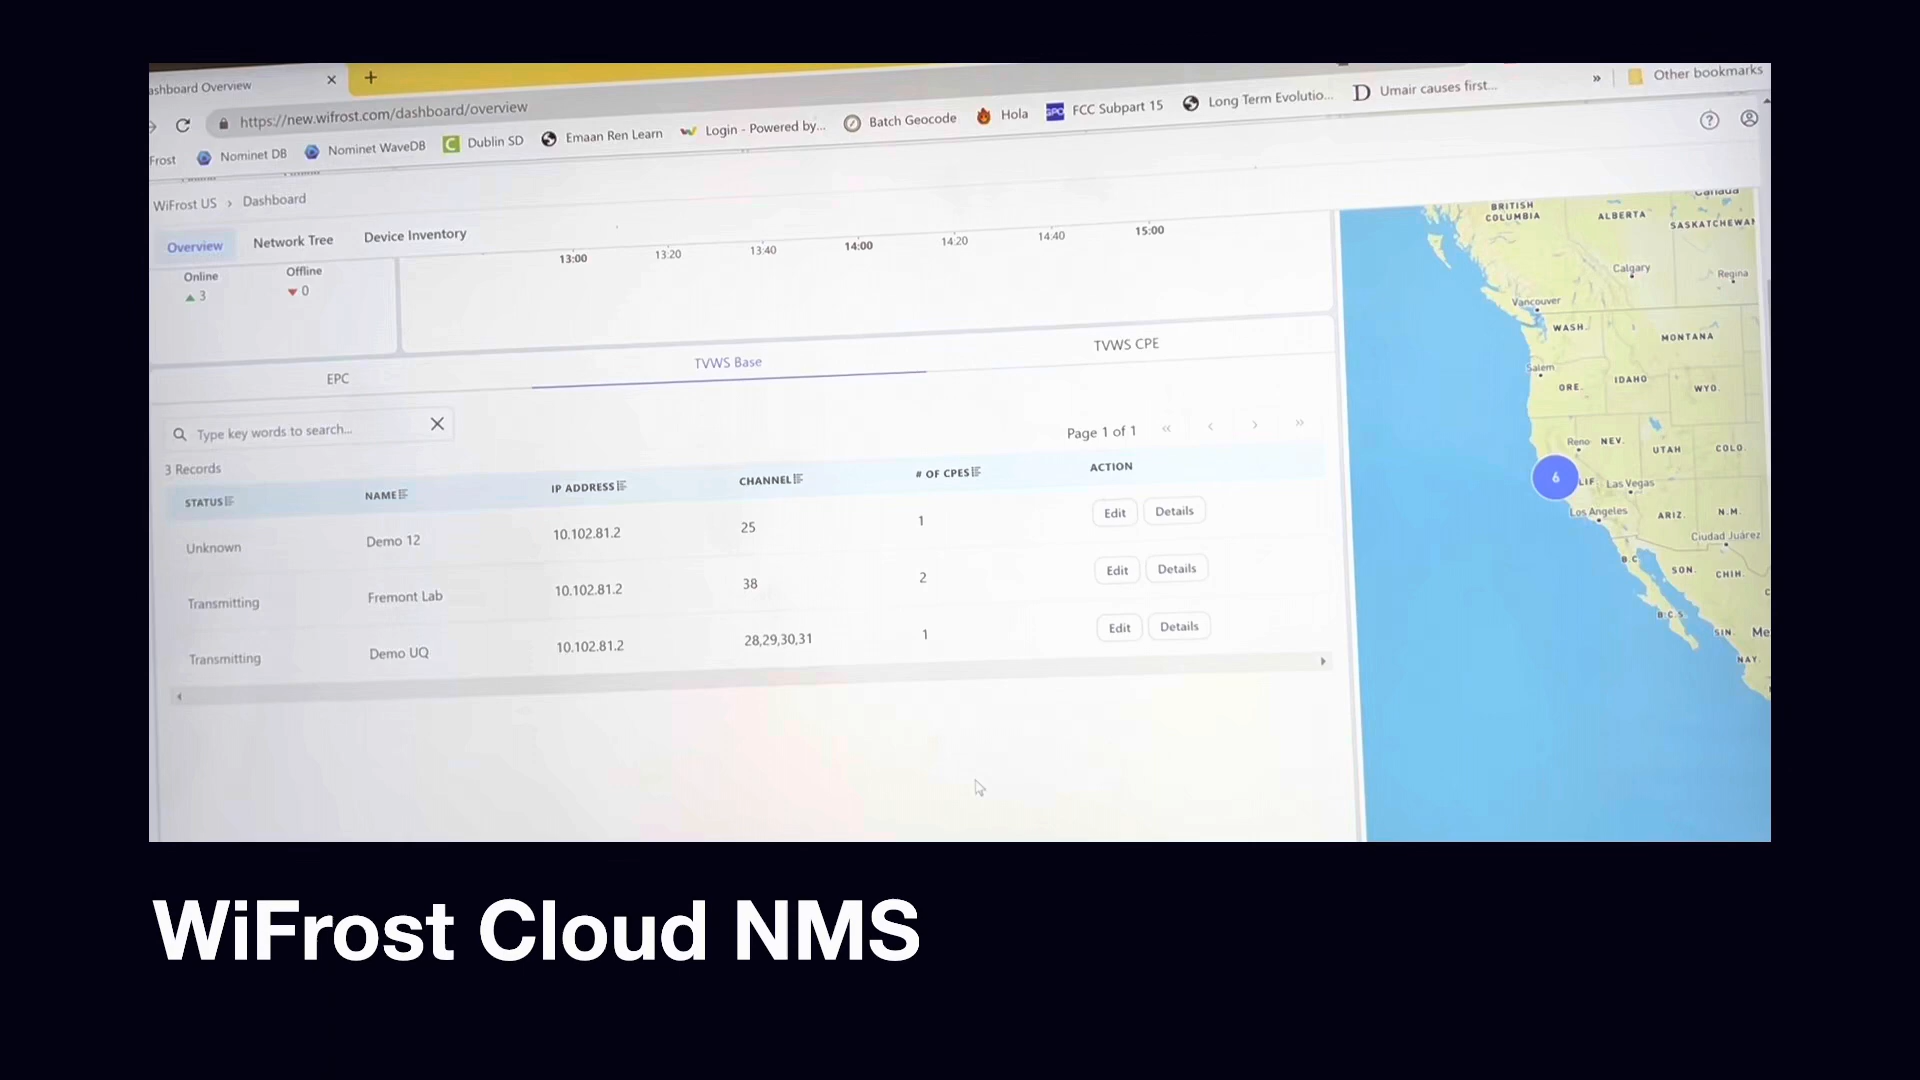 ashboard Overview
https://new.wifrost.com/dashboard/overview
Frost Nominet DB Nominet WaveDB Dublin SD Emaan Ren Learn Login - Powered by... Batch Geocode Hola FCC Subpart 15 Long Term Evolutio... Umair causes first... » Other bookmarks
WiFrost US › Dashboard
Overview Network Tree Device Inventory
Online Offline
3 0
13:00 13:20 13:40 14:00 14:20 14:40 15:00
EPC TVWS Base TVWS CPE
Type key words to search...
Page 1 of 1 « ‹ › »
3 Records
STATUS NAME IP ADDRESS CHANNEL # OF CPES ACTION
Unknown Demo 12 10.102.81.2 25 1 Edit Details
Transmitting Fremont Lab 10.102.81.2 38 2 Edit Details
Transmitting Demo UQ 10.102.81.2 28,29,30,31 1 Edit Details
Canada
BRITISH
COLUMBIA
ALBERTA
SASKATCHEWAN
Calgary
Regina
Vancouver
WASH.
MONTANA
Salem
ORE.
IDAHO
WYO.
Reno
NEV.
UTAH
COLO.
6
LIF.
Las Vegas
Los Angeles
ARIZ.
N.M.
Ciudad Juárez
B.C.
SON.
CHIH.
B.C.S.
SIN.
Me
NAY.
WiFrost Cloud NMS